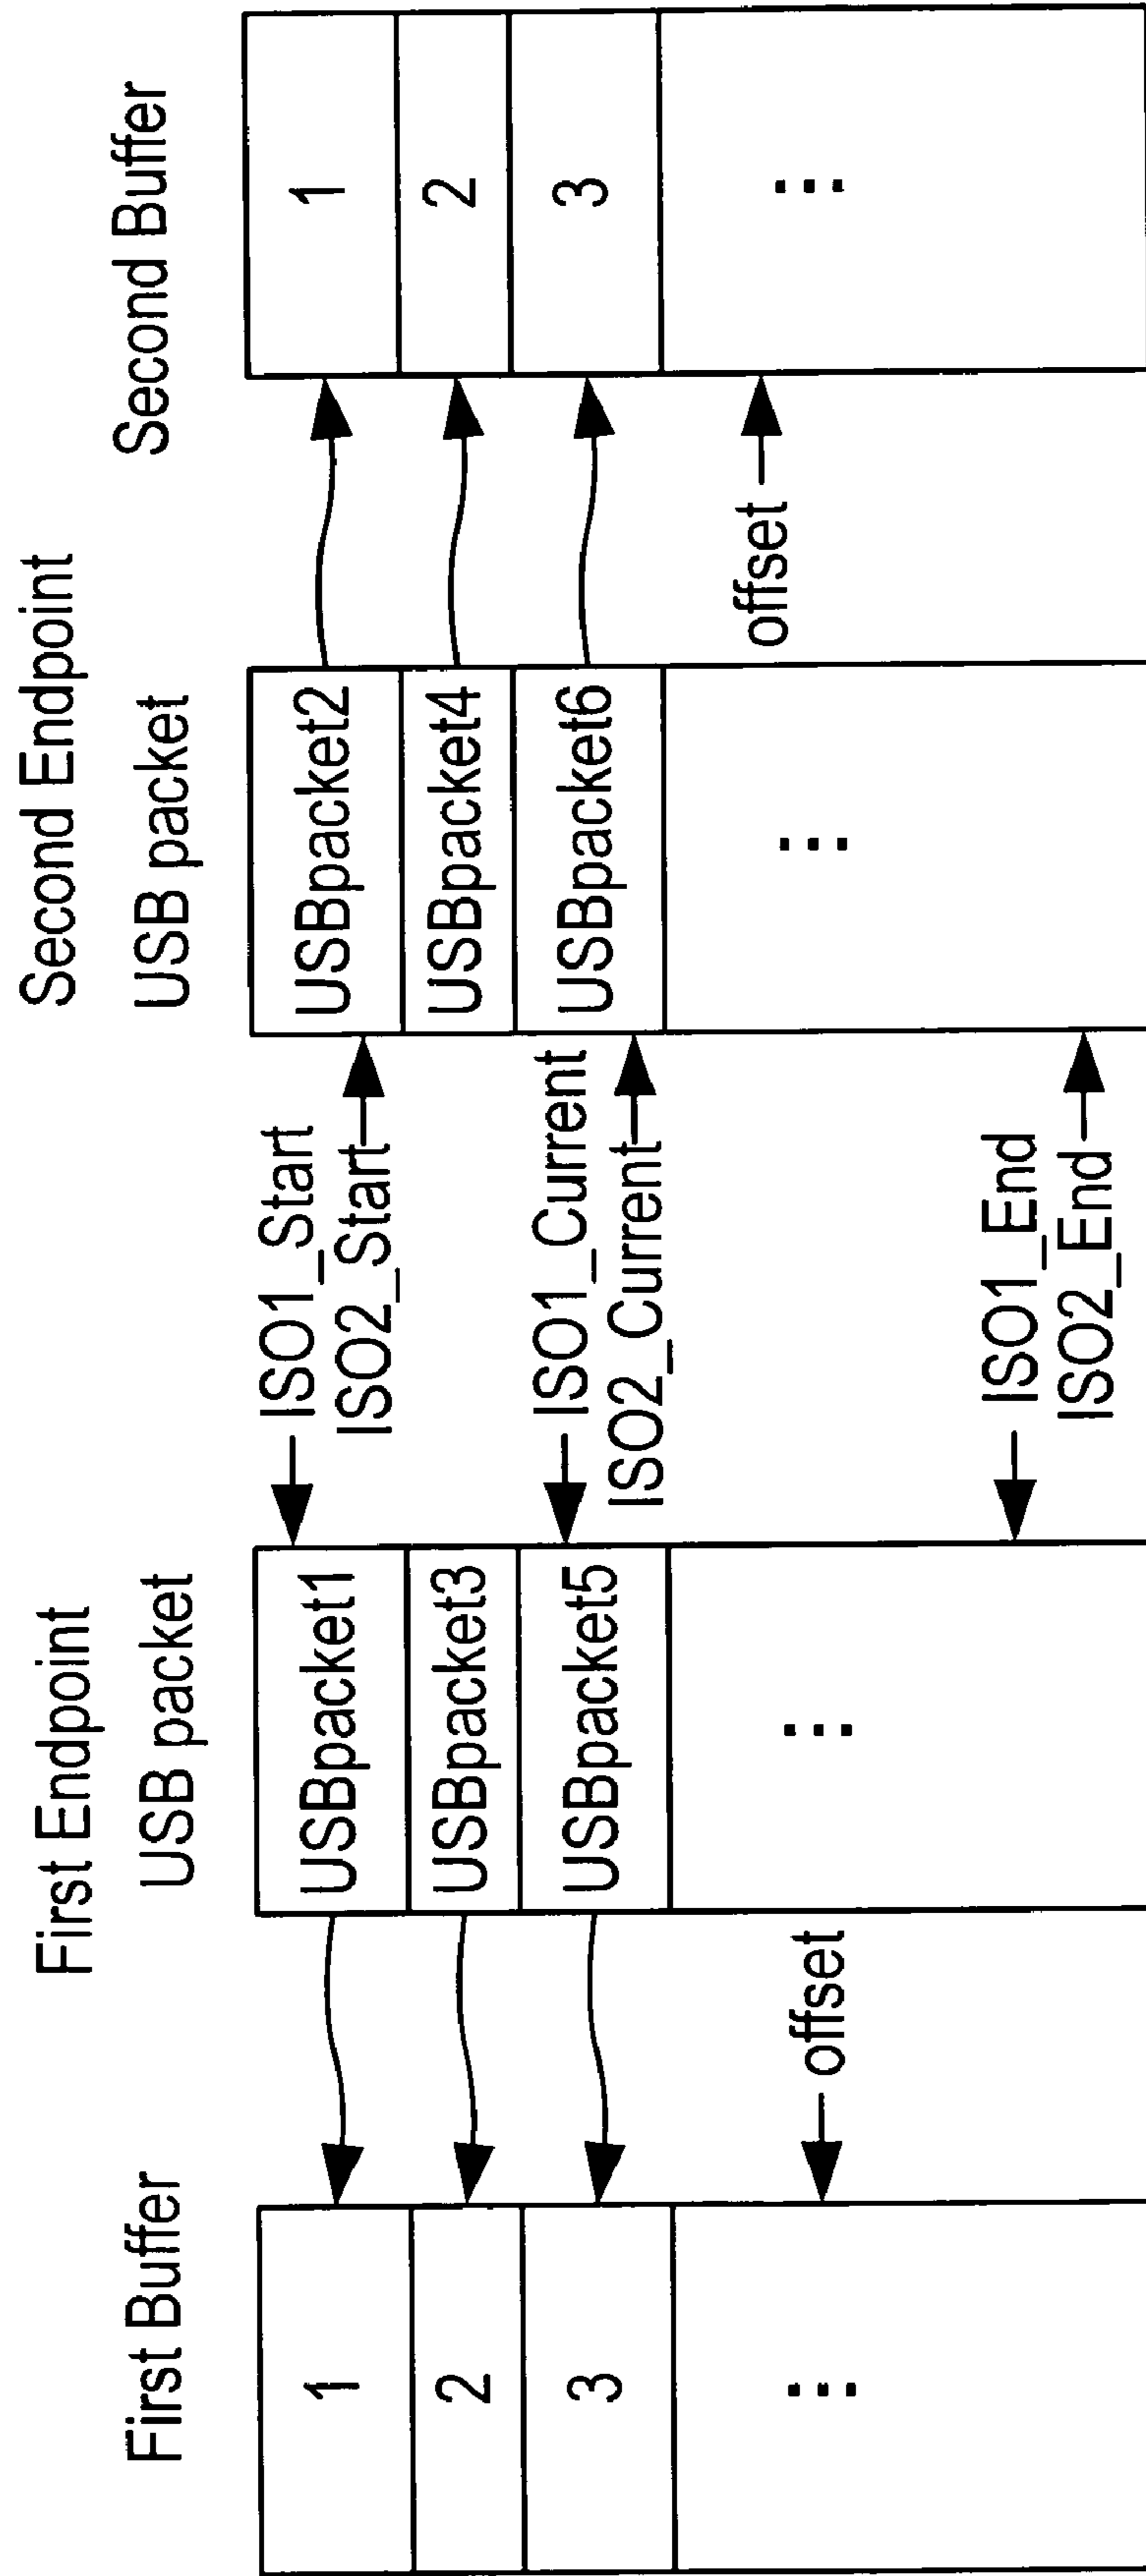 First Endpoint
Second Endpoint
First Buffer
USB packet
USB packet
Second Buffer
1
USBpacket1
ISO1_Start
ISO2_Start
USBpacket2
1
2
USBpacket3
USBpacket4
2
3
USBpacket5
ISO1_Current
ISO2_Current
USBpacket6
3
...
offset
...
...
offset
...
ISO1_End
ISO2_End